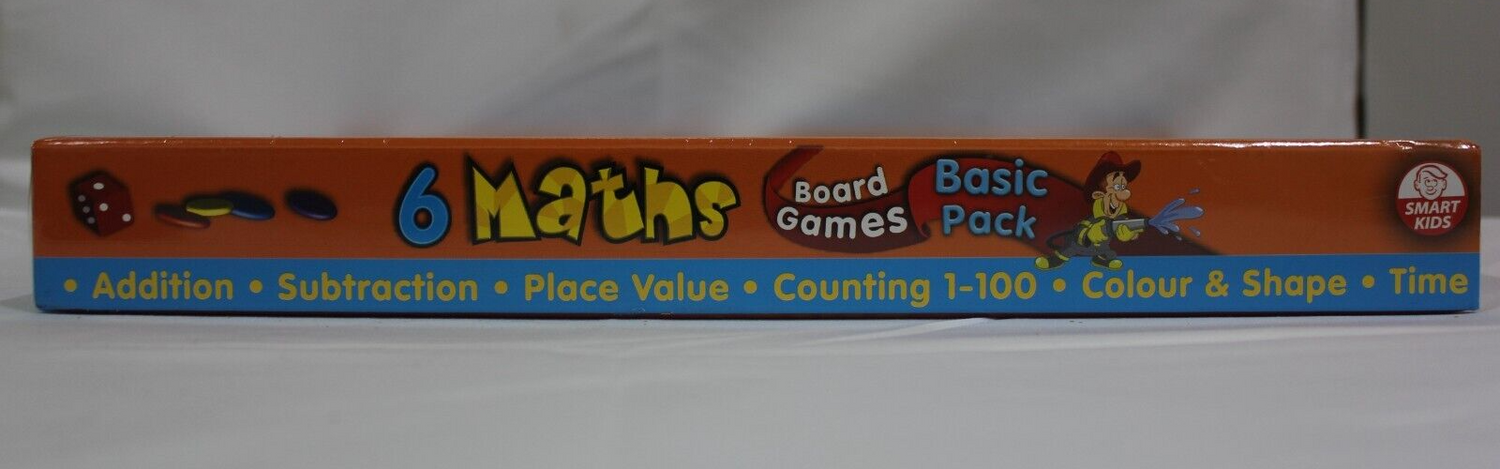 6 Maths Board Games Basic Pack
SMART KIDS
• Addition • Subtraction • Place Value • Counting 1-100 • Colour & Shape • Time